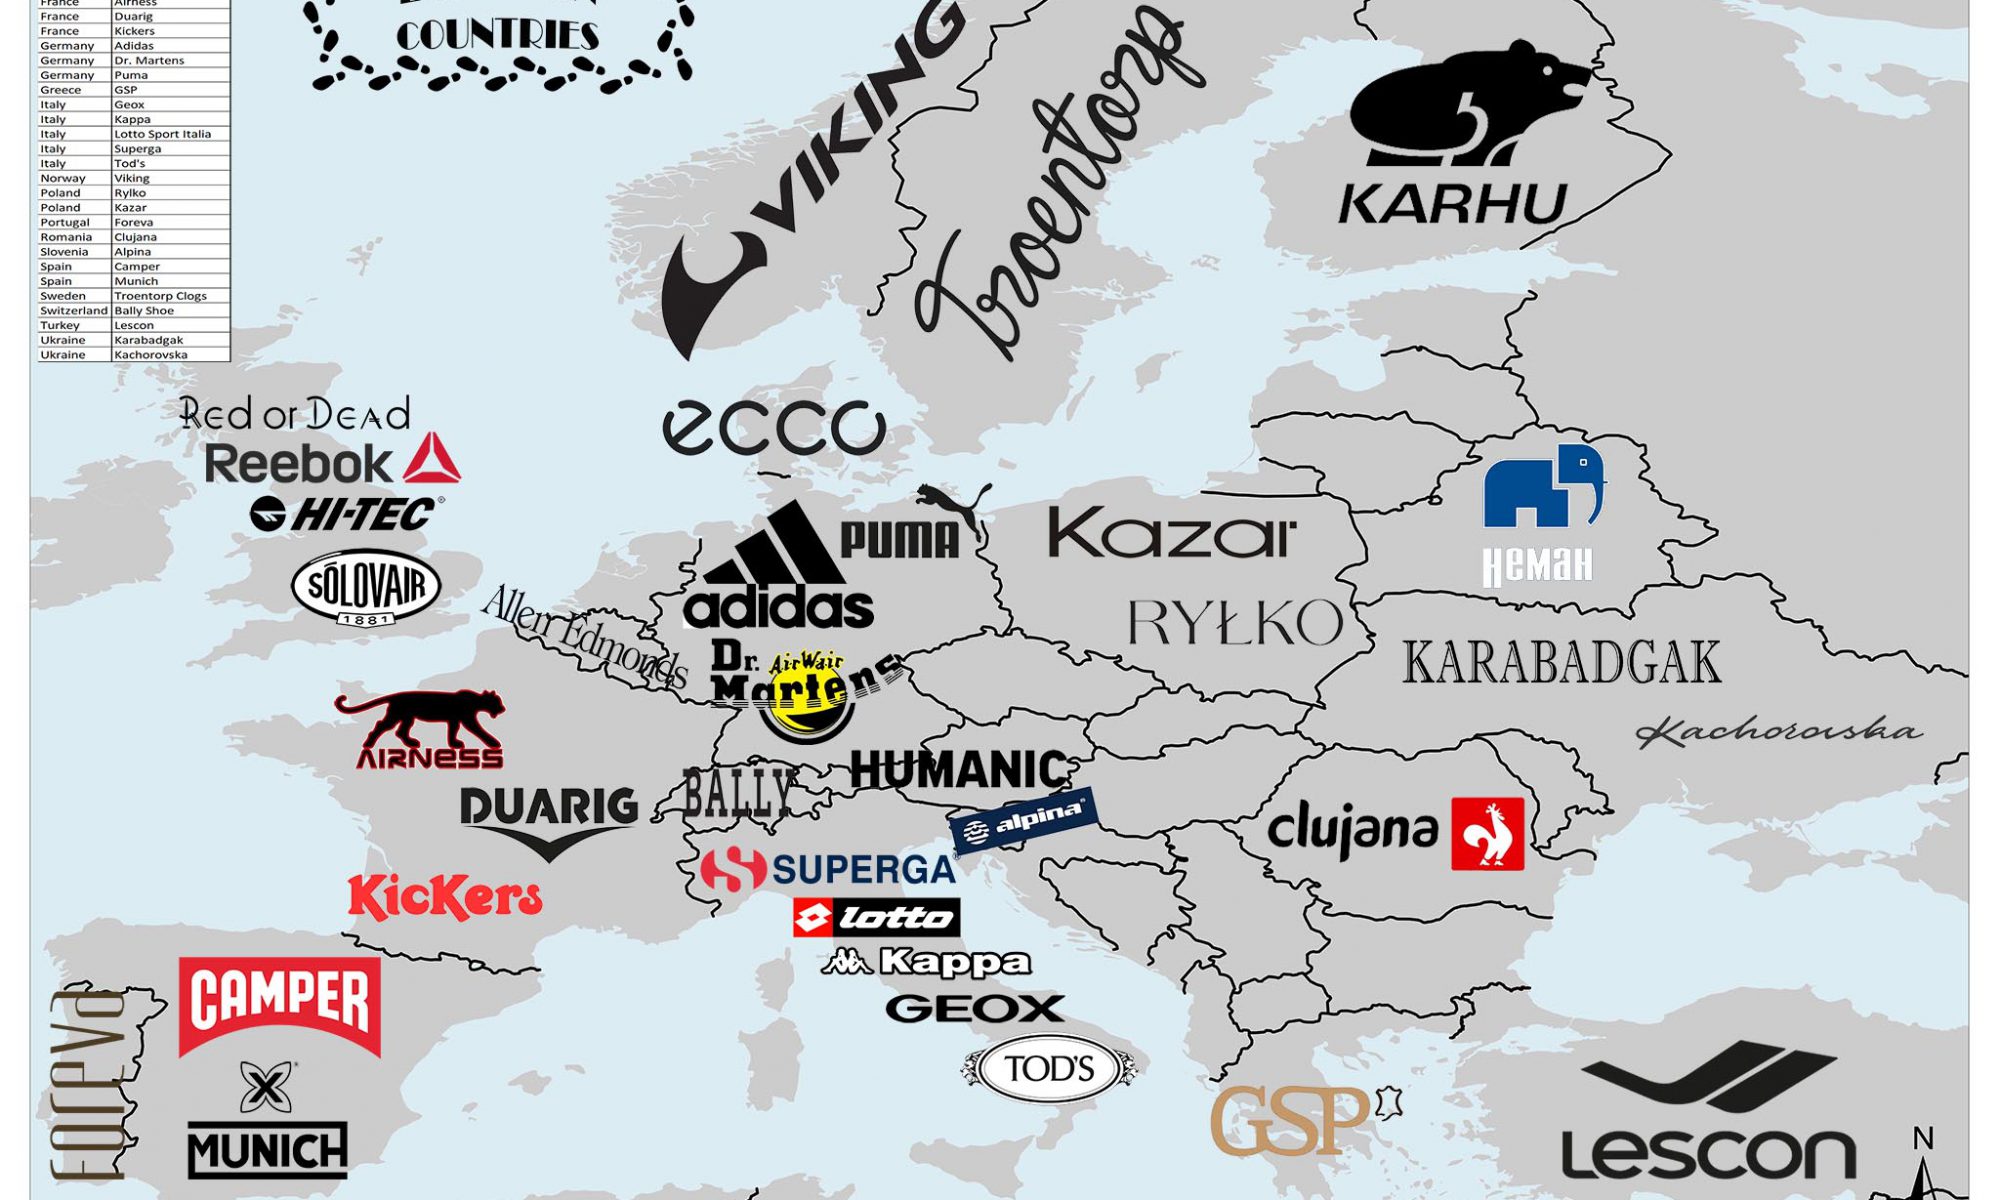 France Airness
France Duarig
France Kickers
Germany Adidas
Germany Dr. Martens
Germany Puma
Greece GSP
Italy Geox
Italy Kappa
Italy Lotto Sport Italia
Italy Superga
Italy Tod's
Norway Viking
Poland Rylko
Poland Kazar
Portugal Foreva
Romania Clujana
Slovenia Alpina
Spain Camper
Spain Munich
Sweden Troentorp Clogs
Switzerland Bally Shoe
Turkey Lescon
Ukraine Karabadgak
Ukraine Kachorovska
COUNTRIES
VIKING
Troentorp
KARHU
Red or Dead
Reebok
HI-TEC®
SŌLOVAIR
1881
ecco
adidas
PUMA
Kazar
RYŁKO
неман
Allen Edmonds
Dr. AirWair
Martens
KARABADGAK
Kachorovska
AIRNESS
DUARIG
KicKers
BALLY
HUMANIC
alpina®
clujana
SUPERGA®
lotto
Kappa
GEOX
TOD'S
CAMPER
foreva
MUNICH
GSP
LESCON
N